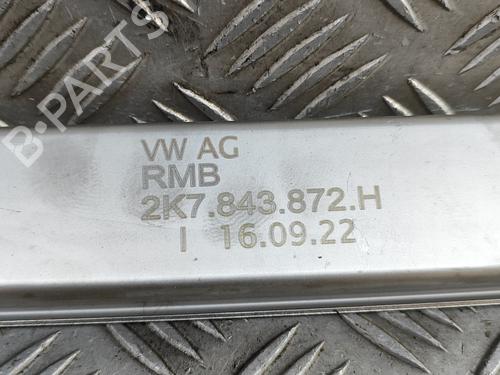 B-PARTS
VW AG
RMB
2K7.843.872.H
I 16.09.22